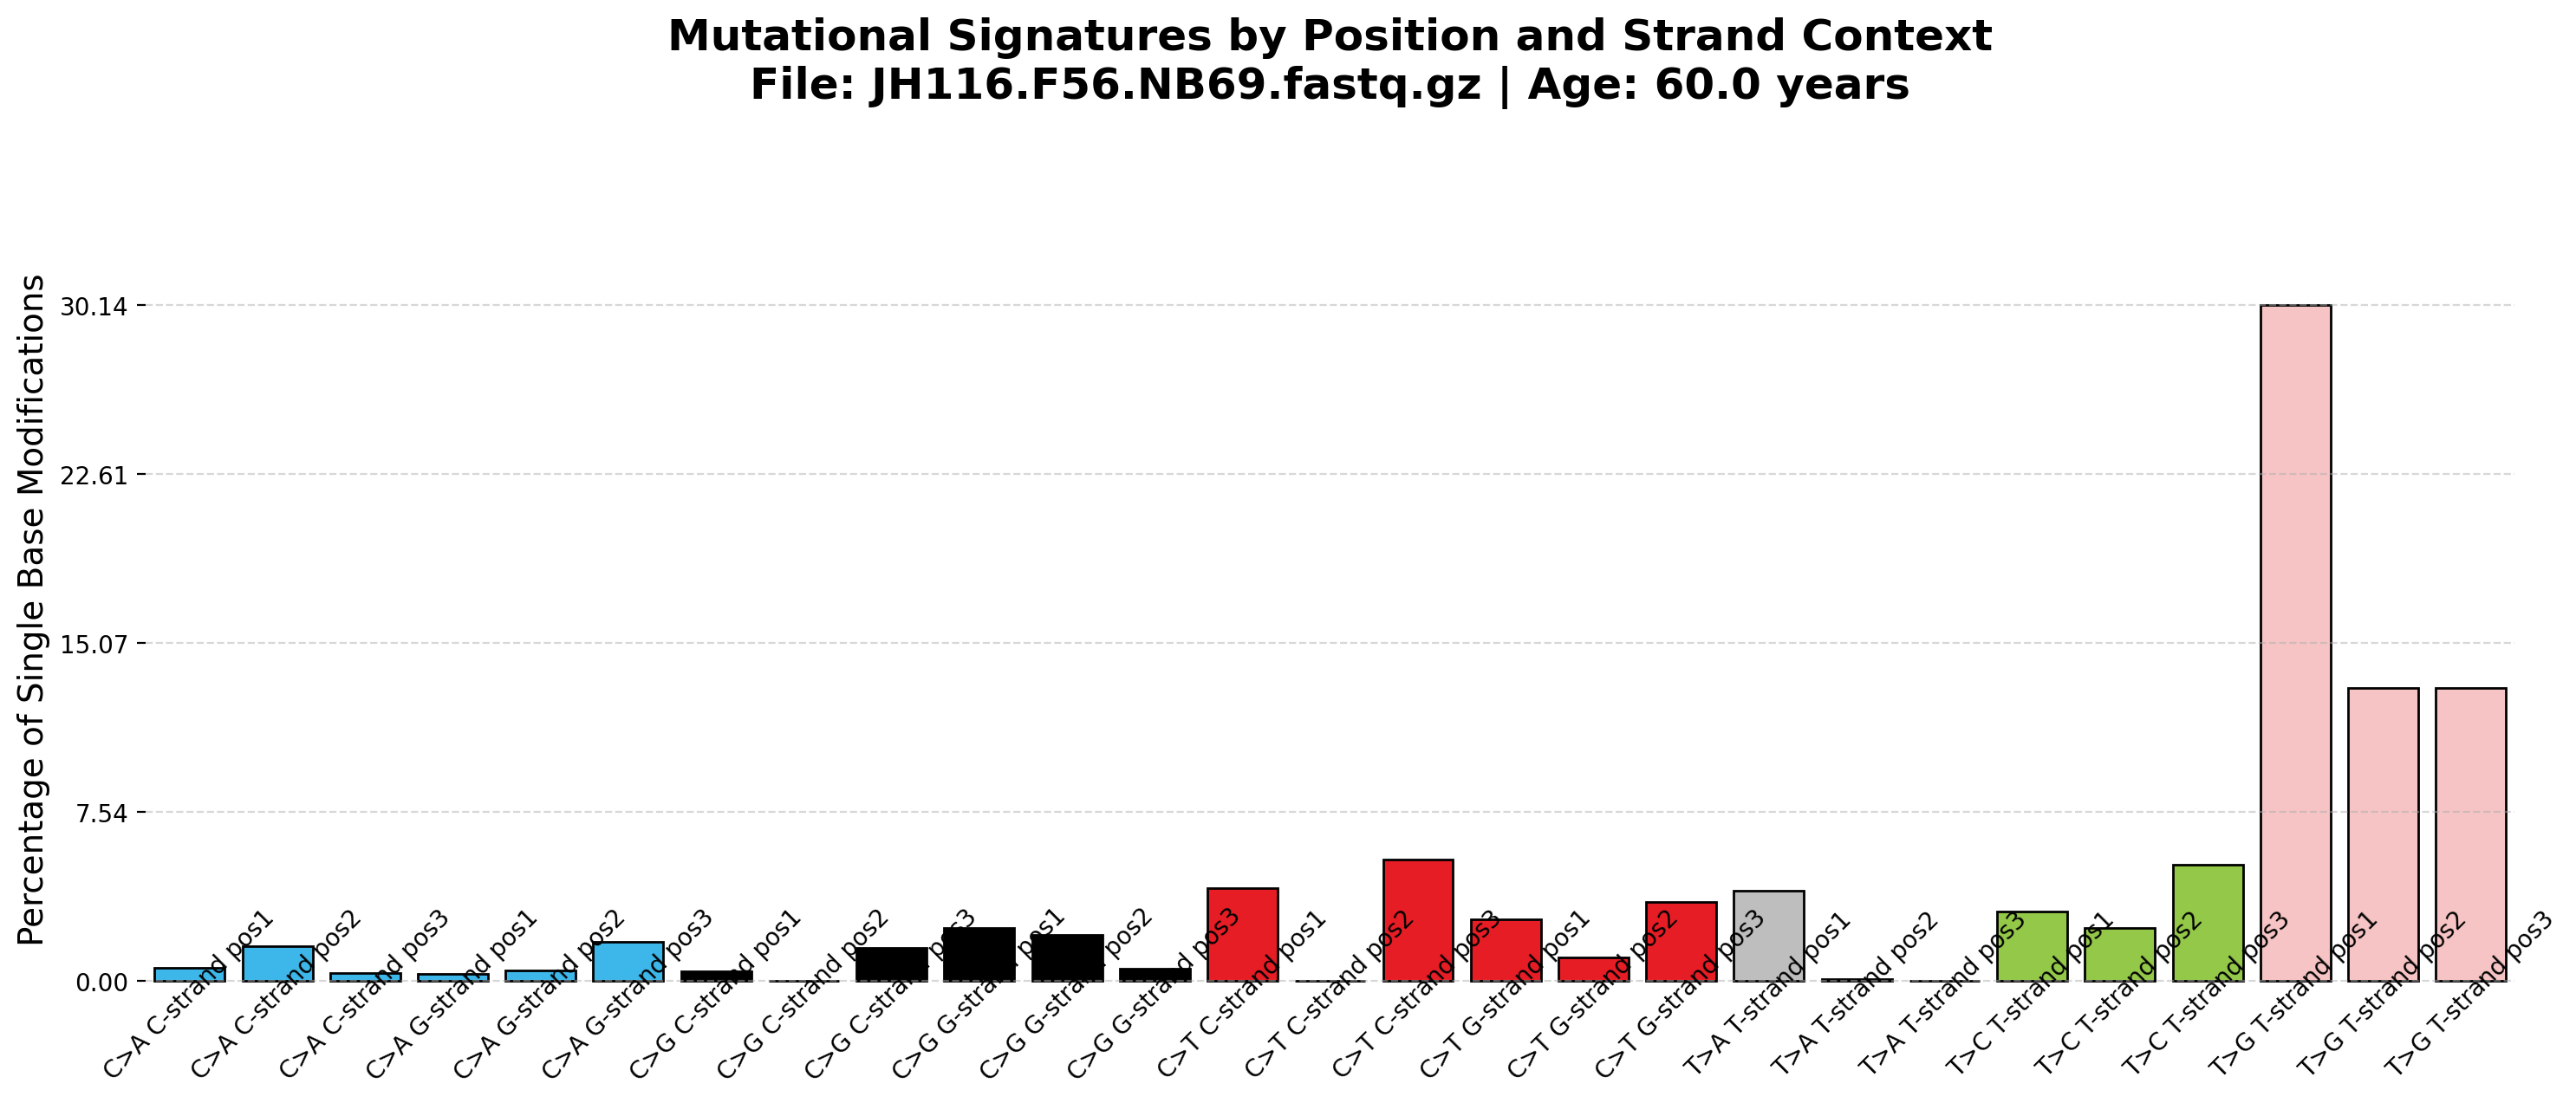 Mutational Signatures by Position and Strand Context
File: JH116.F56.NB69.fastq.gz | Age: 60.0 years
Percentage of Single Base Modifications
30.14
22.61
15.07
7.54
0.00
C>A C-strand pos1
C>A C-strand pos2
C>A C-strand pos3
C>A G-strand pos1
C>A G-strand pos2
C>A G-strand pos3
C>G C-strand pos1
C>G C-strand pos2
C>G C-strand pos3
C>G G-strand pos1
C>G G-strand pos2
C>G G-strand pos3
C>T C-strand pos1
C>T C-strand pos2
C>T C-strand pos3
C>T G-strand pos1
C>T G-strand pos2
C>T G-strand pos3
T>A T-strand pos1
T>A T-strand pos2
T>A T-strand pos3
T>C T-strand pos1
T>C T-strand pos2
T>C T-strand pos3
T>G T-strand pos1
T>G T-strand pos2
T>G T-strand pos3